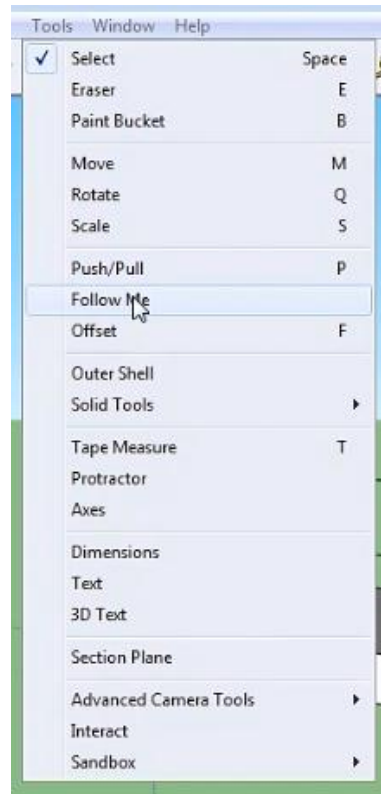 Tools Window Help
Select Space
Eraser E
Paint Bucket B
Move M
Rotate Q
Scale S
Push/Pull P
Follow Me
Offset F
Outer Shell
Solid Tools
Tape Measure T
Protractor
Axes
Dimensions
Text
3D Text
Section Plane
Advanced Camera Tools
Interact
Sandbox